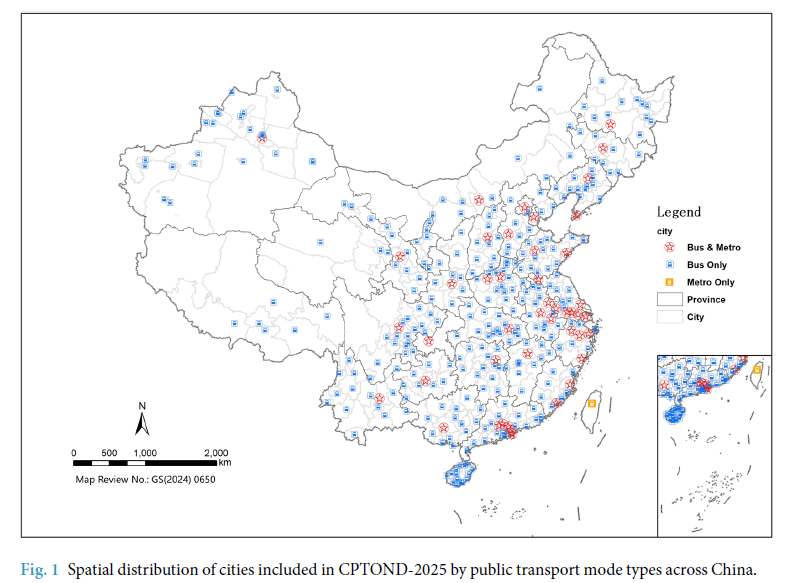 Legend
city
Bus & Metro
Bus Only
Metro Only
Province
City
N
0 500 1,000 2,000
km
Map Review No.: GS(2024) 0650
Fig. 1 Spatial distribution of cities included in CPTOND-2025 by public transport mode types across China.